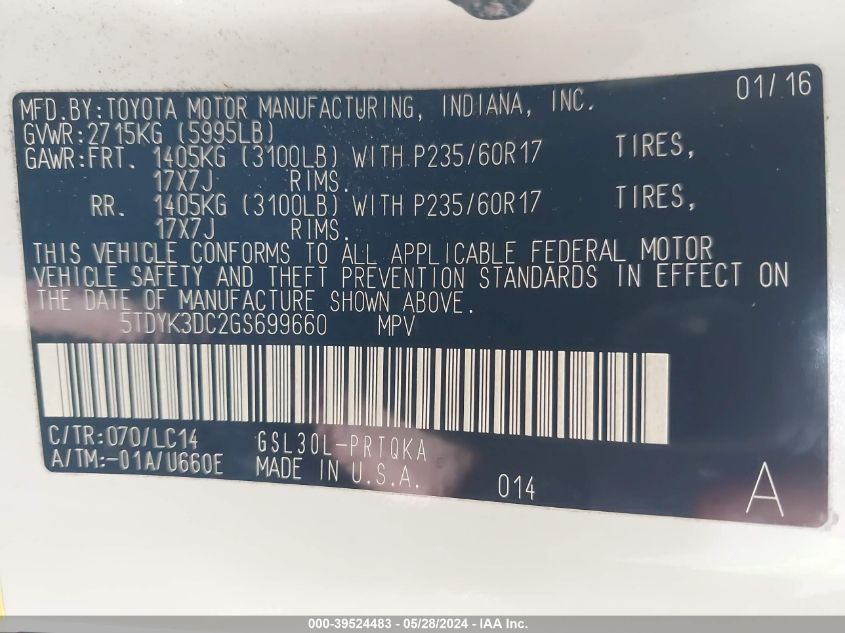 01/16
MFD.BY:TOYOTA MOTOR MANUFACTURING, INDIANA, INC.
GVWR:2715KG (5995LB)
GAWR:FRT. 1405KG (3100LB) WITH P235/60R17 TIRES,
17X7J RIMS.
RR. 1405KG (3100LB) WITH P235/60R17 TIRES,
17X7J RIMS.
THIS VEHICLE CONFORMS TO ALL APPLICABLE FEDERAL MOTOR
VEHICLE SAFETY AND THEFT PREVENTION STANDARDS IN EFFECT ON
THE DATE OF MANUFACTURE SHOWN ABOVE.
5TDYK3DC2GS699660 MPV
C/TR:070/LC14 GSL30L-PRTQKA
A/TM:-01A/U660E MADE IN U.S.A. 014 A
000-39524483 - 05/28/2024 - IAA Inc.